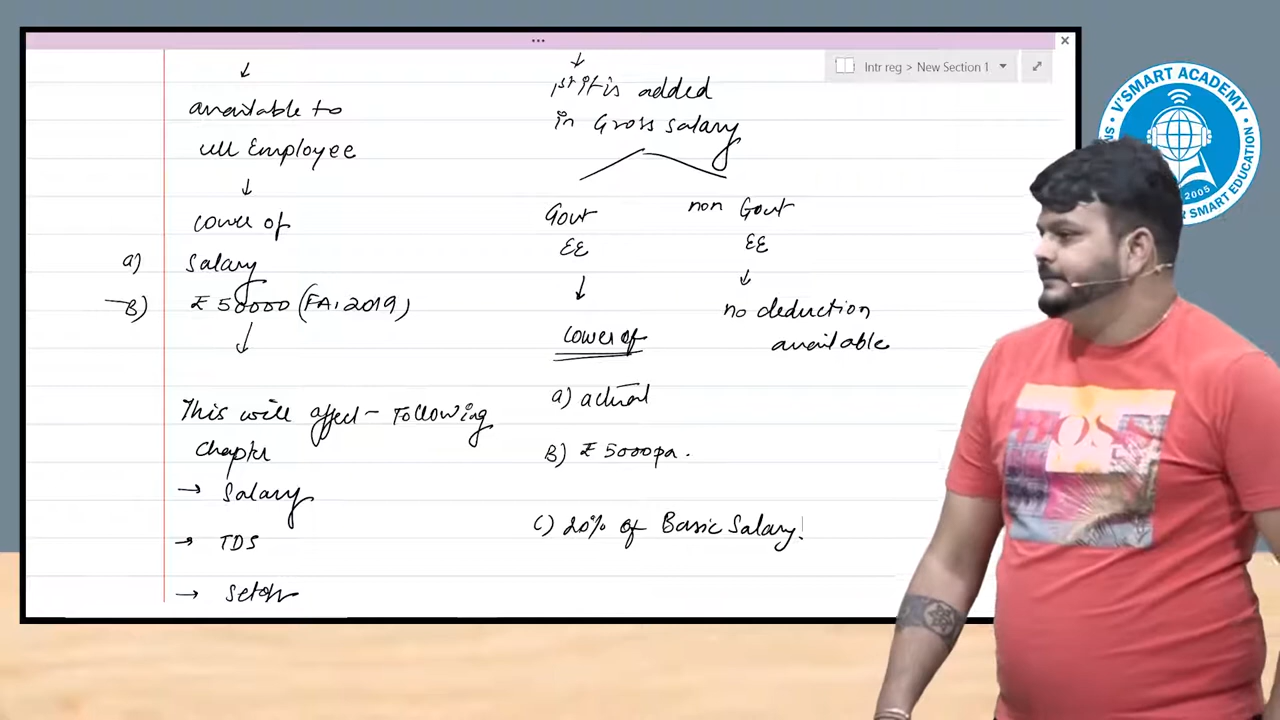 ↓
available to
all Employee
↓
Lower of
a) Salary
B) ₹ 50000 (FA, 2019)
↓
This will affect - Following
Chapter
→ Salary
→ TDS
→ Setoff
↓
1st It is added
in Gross Salary
Govt
EE
↓
Lower of
a) actual
B) ₹ 5000 pa.
C) 20% of Basic Salary
non Govt
EE
↓
no deduction
available
Intr reg > New Section 1
V'SMART ACADEMY
2005
SMART EDUCATION